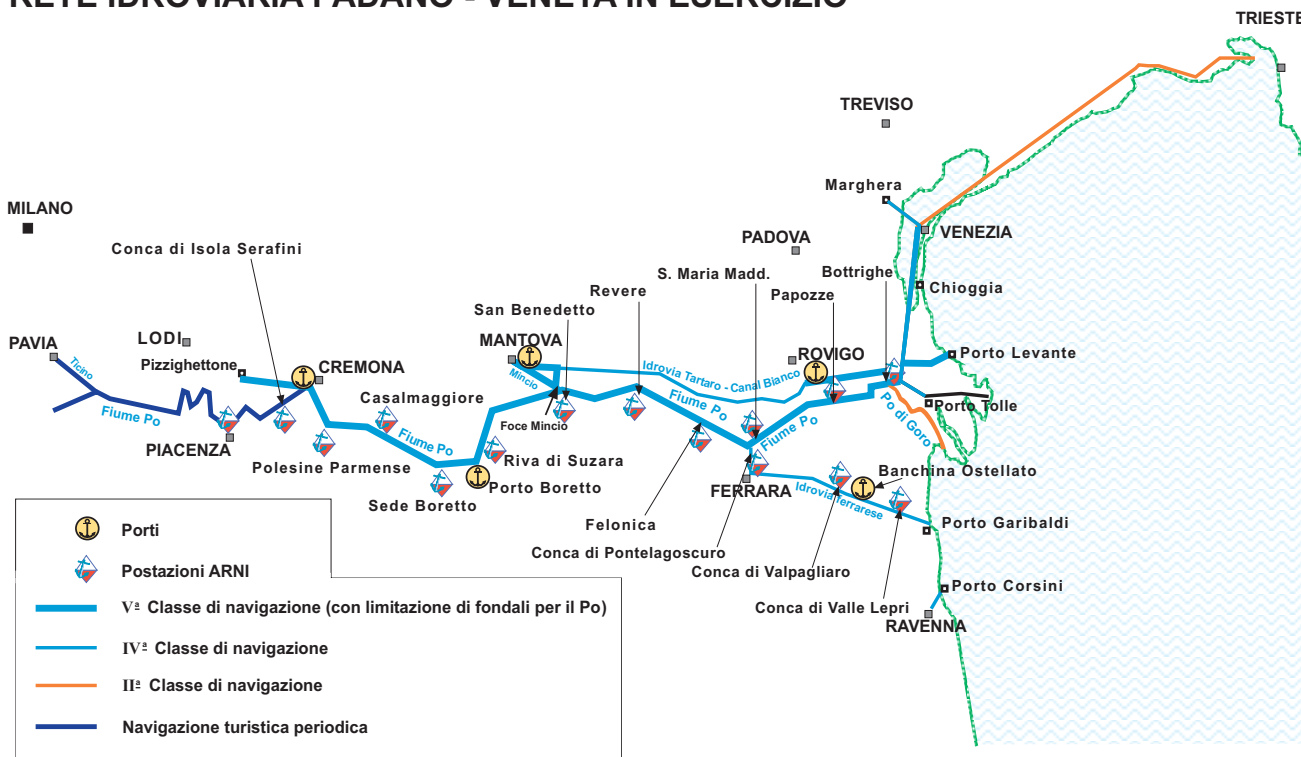 RETE IDROVIARIA PADANO - VENETA IN ESERCIZIO
TRIESTE
TREVISO
Marghera
MILANO
VENEZIA
PADOVA
Conca di Isola Serafini
S. Maria Madd.
Bottrighe
Chioggia
Revere
Papozze
San Benedetto
LODI
MANTOVA
PAVIA
ROVIGO
Porto Levante
Pizzighettone
CREMONA
Ticino
Mincio
Idrovia Tartaro - Canal Bianco
Casalmaggiore
Porto Tolle
Fiume Po
Fiume Po
Po di Goro
Foce Mincio
PIACENZA
Fiume Po
Fiume Po
Riva di Suzara
Polesine Parmense
Banchina Ostellato
Porto Boretto
FERRARA
Idrovia Ferrarese
Sede Boretto
Felonica
Porto Garibaldi
Conca di Pontelagoscuro
Conca di Valpagliaro
Porto Corsini
Conca di Valle Lepri
RAVENNA
Porti
Postazioni ARNI
Vª Classe di navigazione (con limitazione di fondali per il Po)
IVª Classe di navigazione
IIª Classe di navigazione
Navigazione turistica periodica